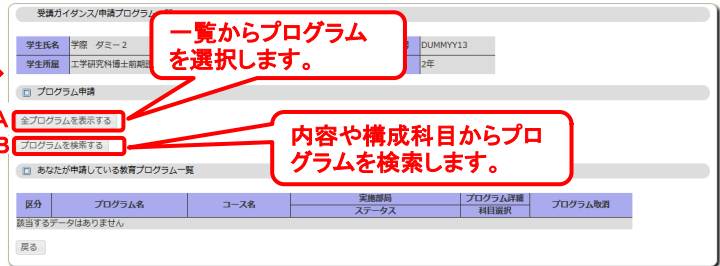 受講ガイダンス/申請プログラム
一覧からプログラム
を選択します。
学生氏名 学際 ダミー２ DUMMYY13
学生所属 工学研究科博士前期 2年
プログラム申請
A 全プログラムを表示する
B プログラムを検索する
内容や構成科目からプロ
グラムを検索します。
あなたが申請している教育プログラム一覧
区分 プログラム名 コース名 実施部局 プログラム詳細 プログラム取消
ステータス 科目選択
該当するデータはありません
戻る